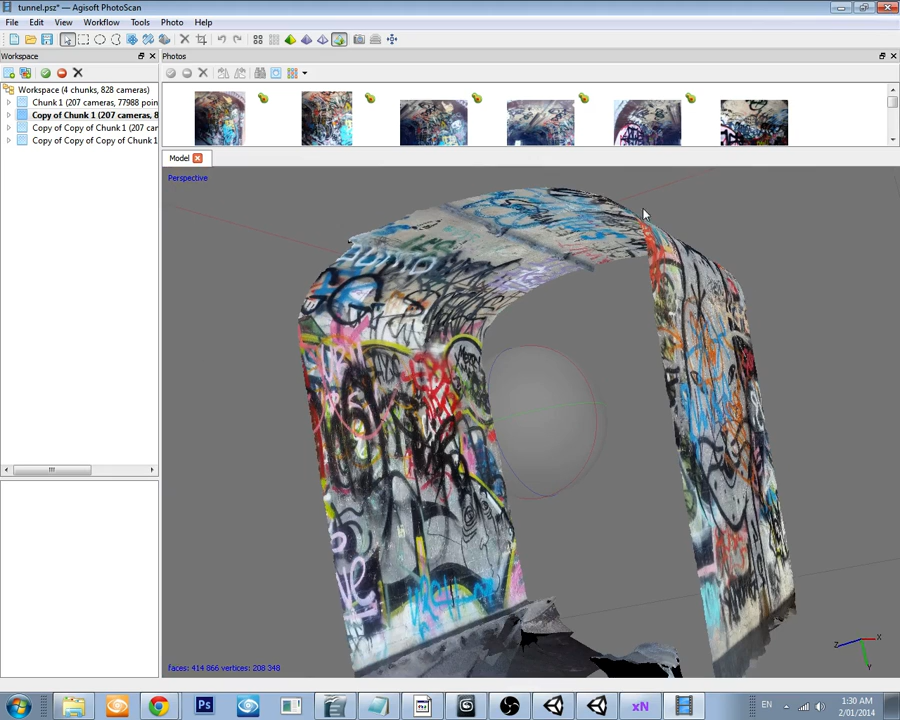 tunnel.psz* — Agisoft PhotoScan
File Edit View Workflow Tools Photo Help
Workspace
Photos
Workspace (4 chunks, 828 cameras)
Chunk 1 (207 cameras, 77988 poin
Copy of Chunk 1 (207 cameras, 8
Copy of Copy of Chunk 1 (207 car
Copy of Copy of Copy of Chunk 1
Model
Perspective
X
Z
Y
faces: 414 866 vertices: 208 348
Ps
xN
EN
1:30 AM
2/01/2014